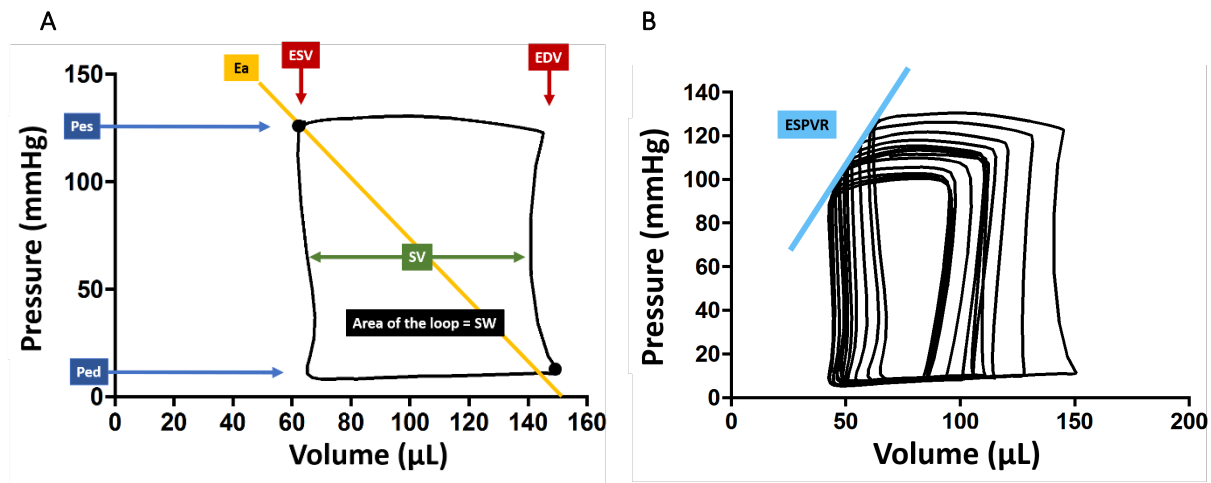 A
Ea
ESV
EDV
150
Pes
100
SV
50
Area of the loop = SW
Ped
0
0 20 40 60 80 100 120 140 160
Pressure (mmHg)
Volume (µL)
B
140
ESPVR
120
100
80
60
40
20
0
0 50 100 150 200
Pressure (mmHg)
Volume (µL)